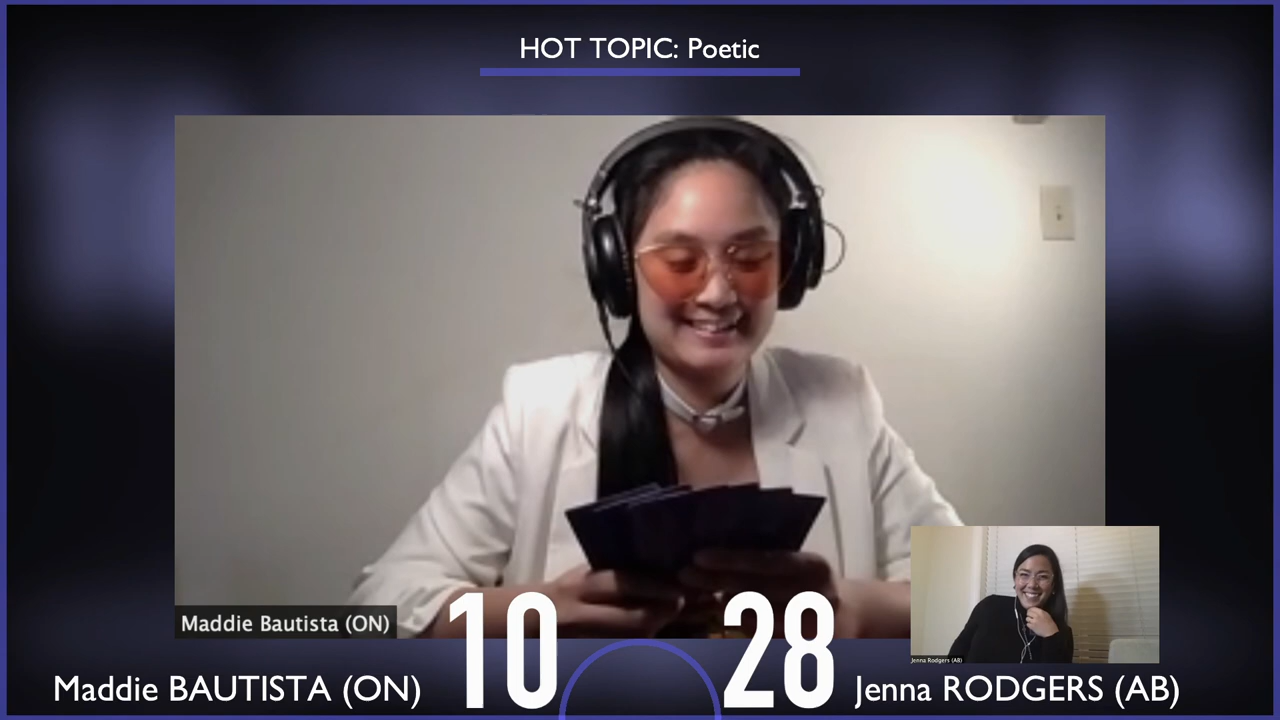 HOT TOPIC: Poetic
Maddie Bautista (ON)
Jenna Rodgers (AB)
10 28
Maddie BAUTISTA (ON)
Jenna RODGERS (AB)